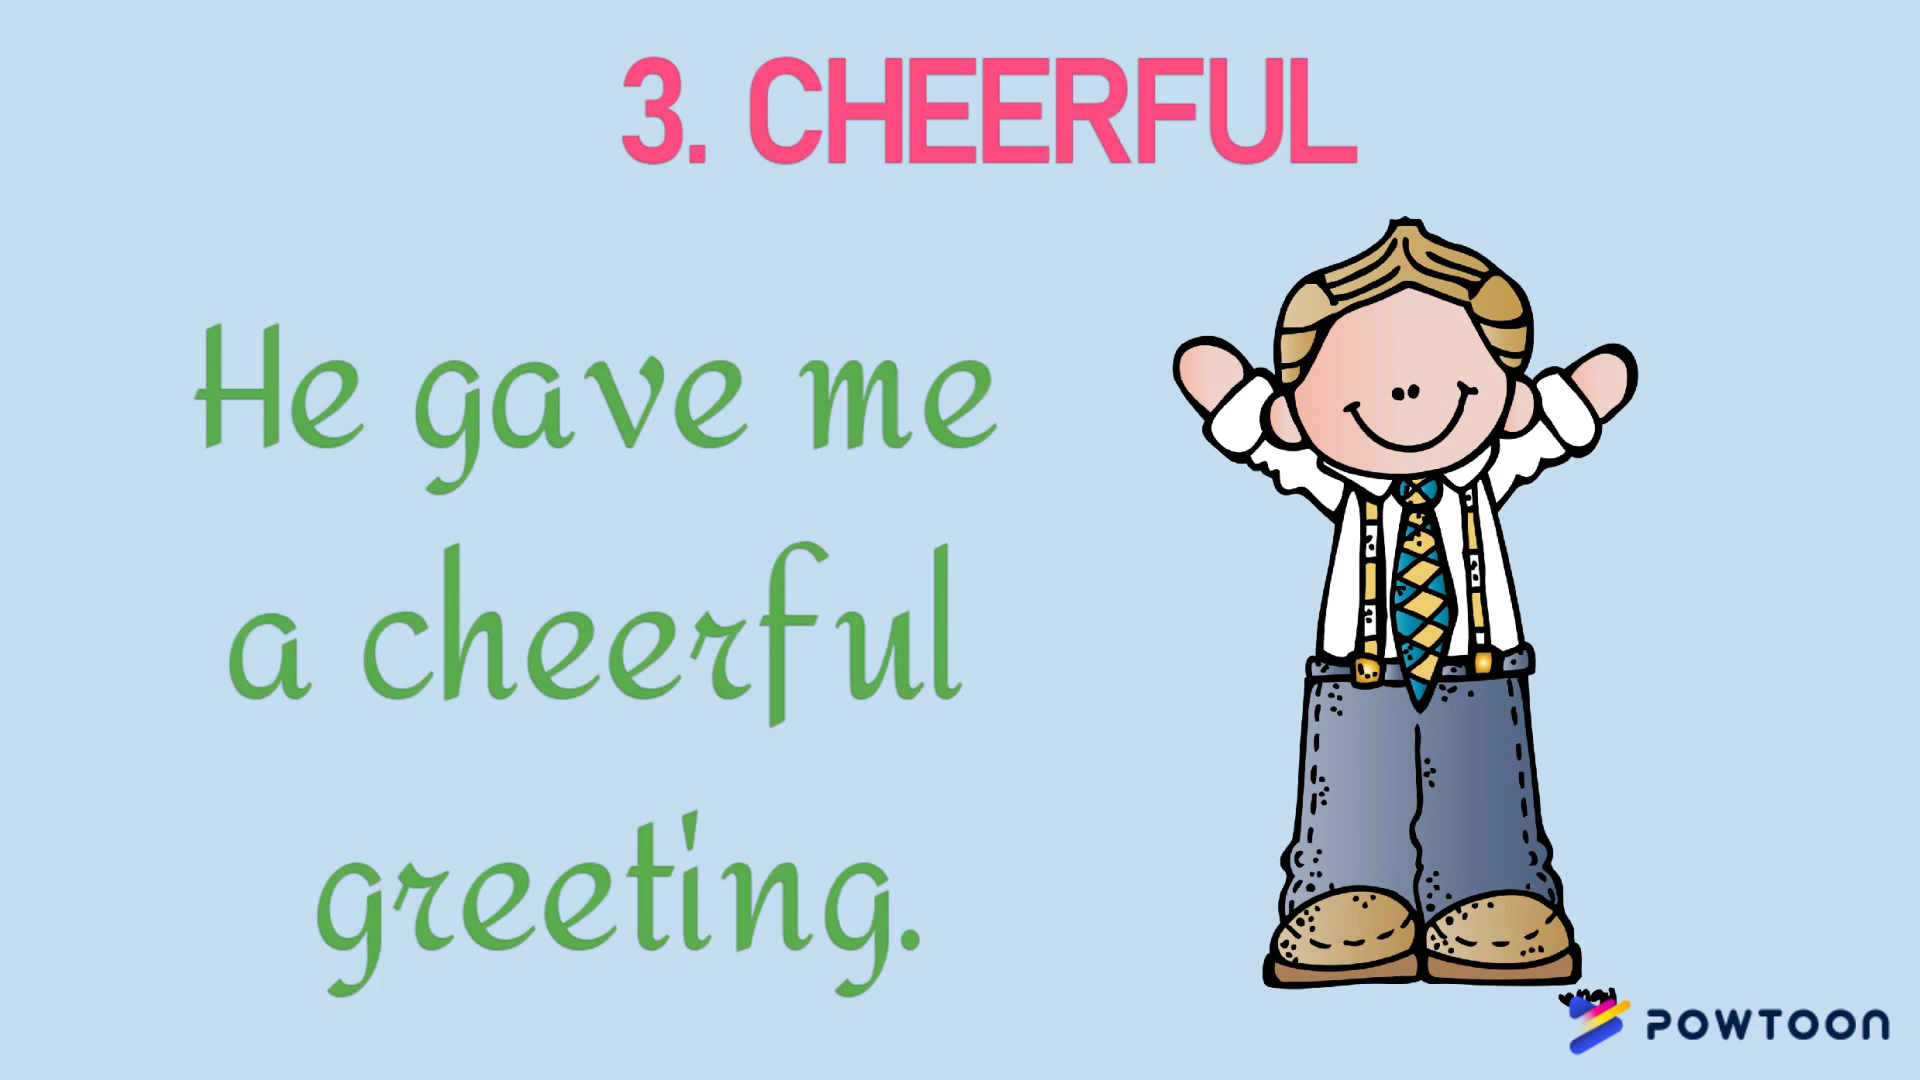 3. CHEERFUL
He gave me
a cheerful
greeting.
POWTOON